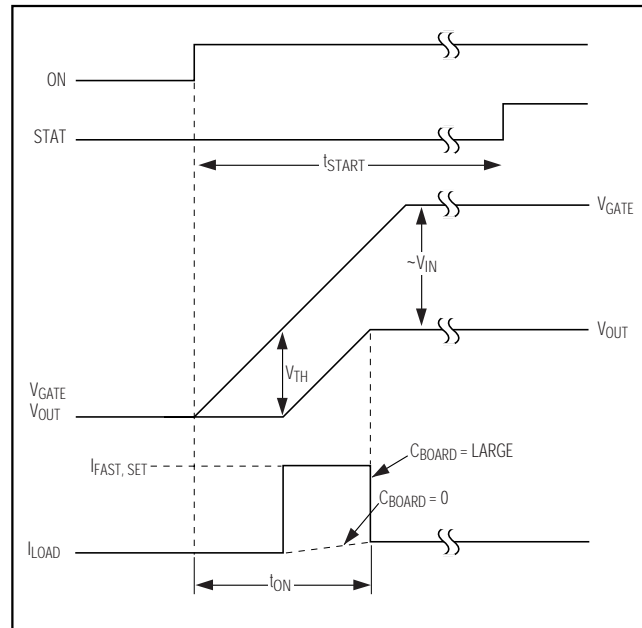 ON
STAT
tSTART
VGATE
~VIN
VOUT
VTH
VGATE
VOUT
IFAST, SET
CBOARD = LARGE
CBOARD = 0
ILOAD
tON